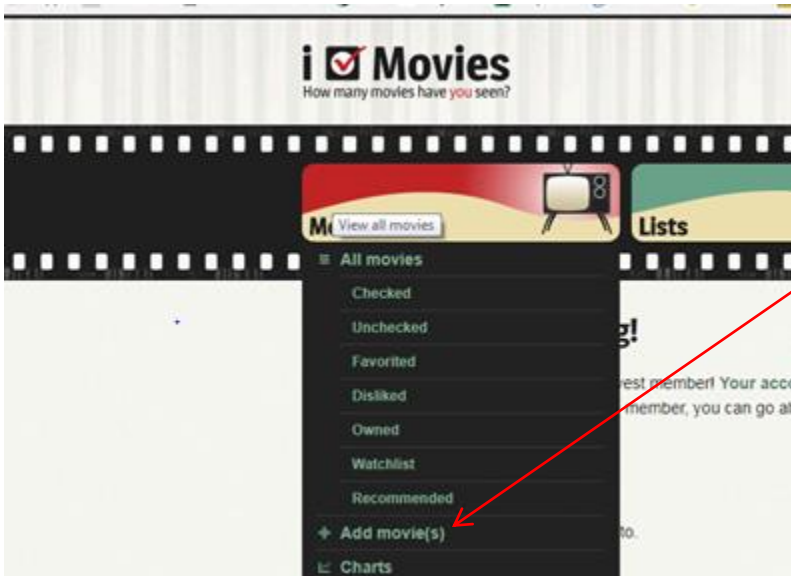 i Movies
How many movies have you seen?
View all movies
Lists
All movies
Checked
Unchecked
Favorited
Disliked
Owned
Watchlist
Recommended
Add movie(s)
Charts
g!
est member! Your acc
member, you can go
to.